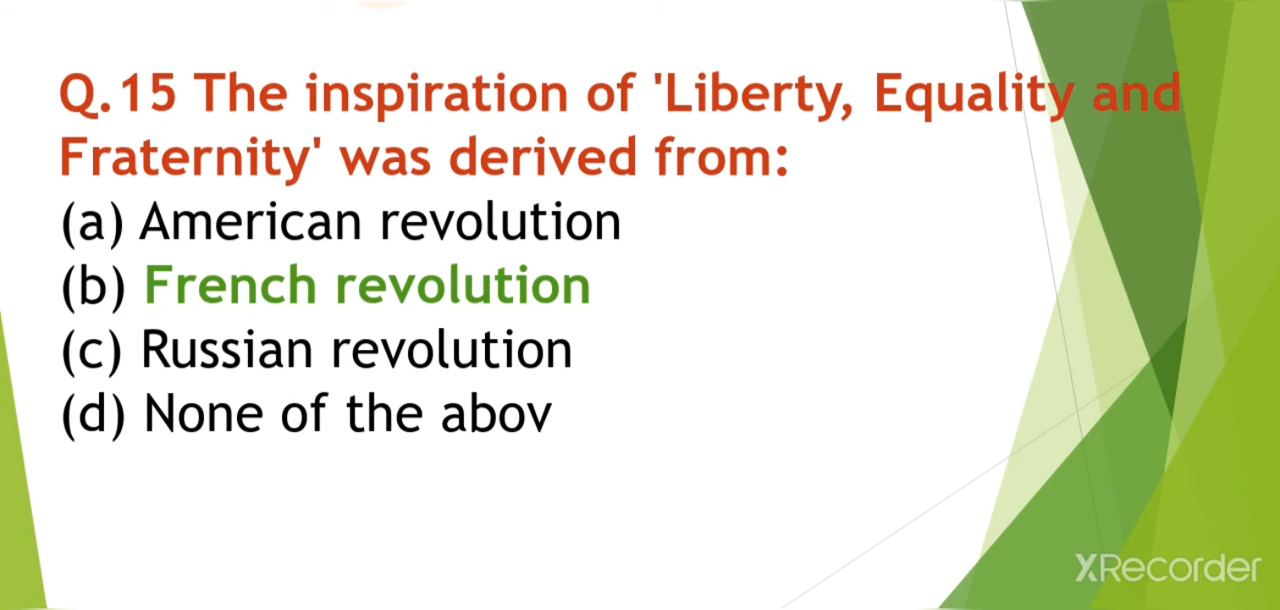 Q.15 The inspiration of 'Liberty, Equality and
Fraternity' was derived from:
(a) American revolution
(b) French revolution
(c) Russian revolution
(d) None of the abov
XRecorder